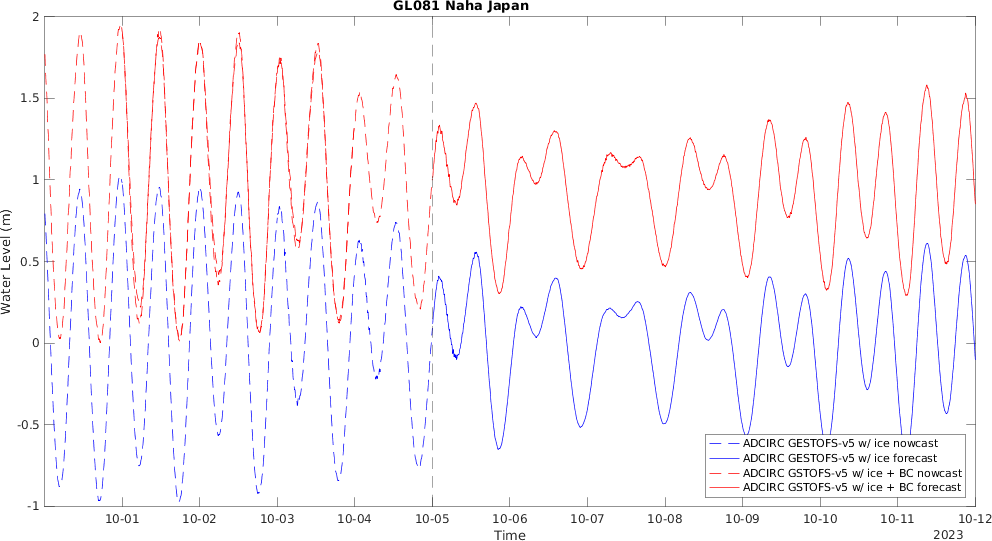 GL081 Naha Japan
Water Level (m)
2
1.5
1
0.5
0
-0.5
-1
10-01 10-02 10-03 10-04 10-05 10-06 10-07 10-08 10-09 10-10 10-11 10-12
Time
2023
ADCIRC GESTOFS-v5 w/ ice nowcast
ADCIRC GESTOFS-v5 w/ ice forecast
ADCIRC GSTOFS-v5 w/ ice + BC nowcast
ADCIRC GSTOFS-v5 w/ ice + BC forecast